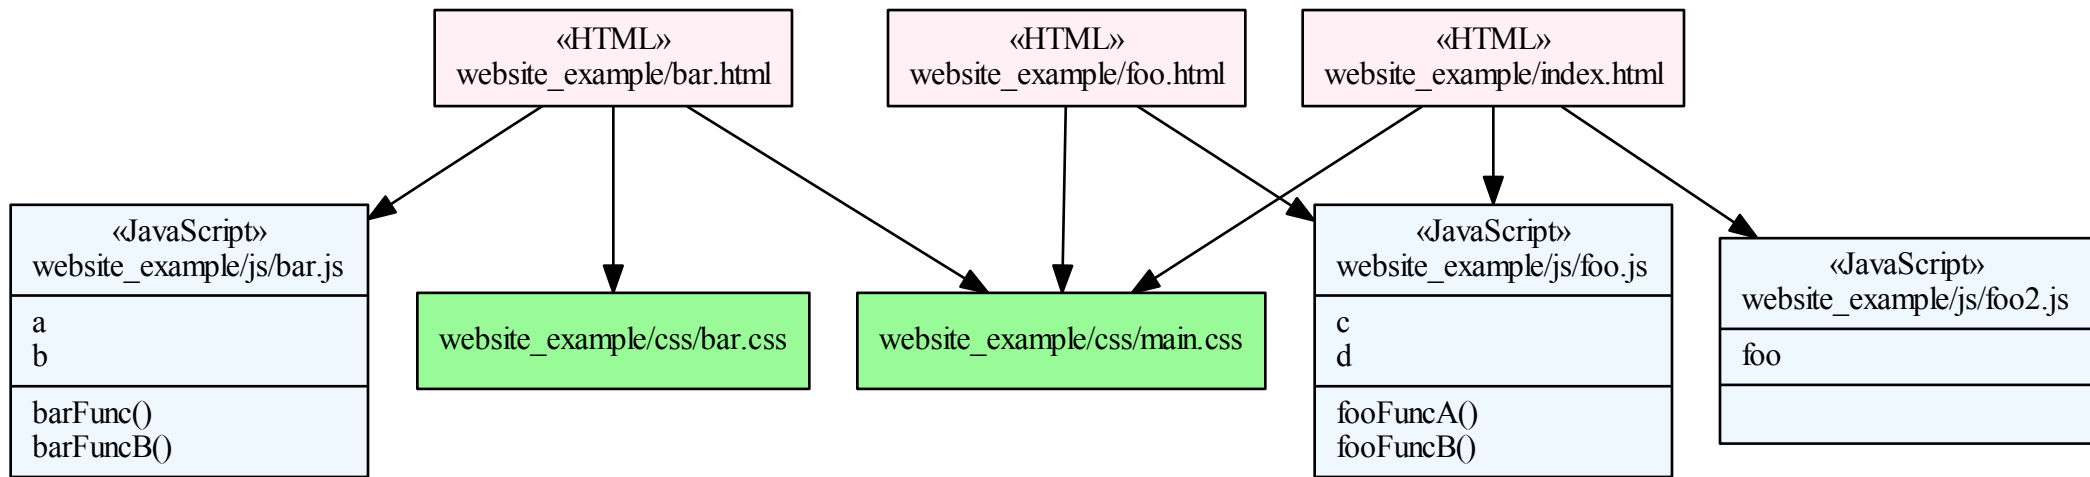 «HTML»
website_example/bar.html
«HTML»
website_example/foo.html
«HTML»
website_example/index.html
«JavaScript»
website_example/js/bar.js
a
b
barFunc()
barFuncB()
website_example/css/bar.css
website_example/css/main.css
«JavaScript»
website_example/js/foo.js
c
d
fooFuncA()
fooFuncB()
«JavaScript»
website_example/js/foo2.js
foo